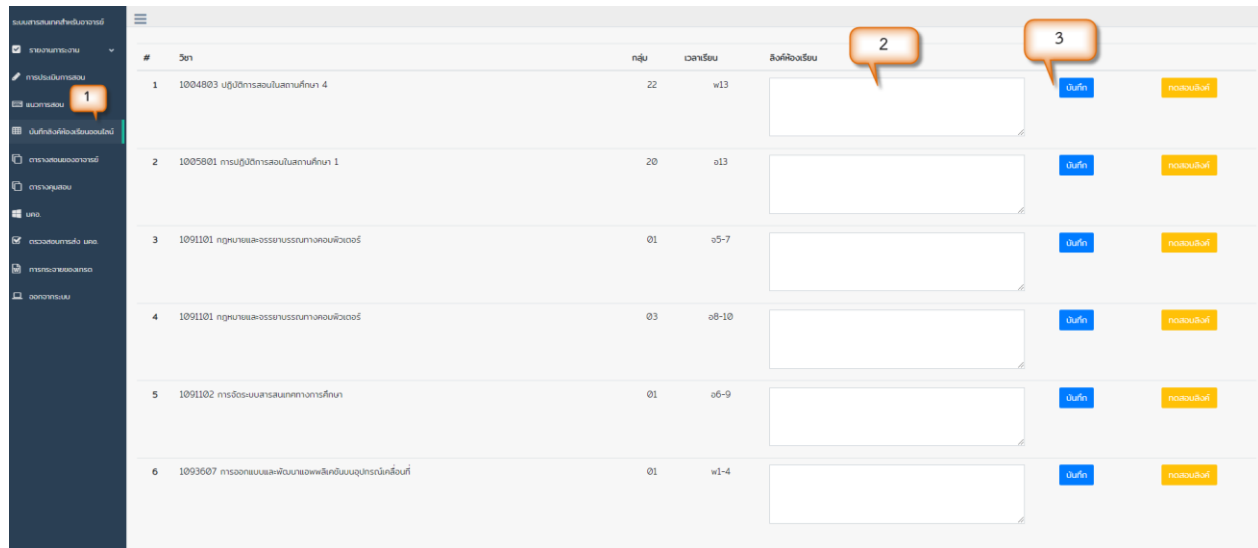 ระบบสารสนเทศสำหรับอาจารย์
รายงานภาระงาน
การประเมินการสอน
แนวการสอน
1
บันทึกลิงค์ห้องเรียนออนไลน์
ตารางสอนของอาจารย์
ตารางคุมสอบ
มคอ.
ตรวจสอบการส่ง มคอ.
การกระจายของเกรด
ออกจากระบบ
# วิชา กลุ่ม เวลาเรียน ลิงค์ห้องเรียน
2
3
1 1004803 ปฏิบัติการสอนในสถานศึกษา 4 22 พ13 บันทึก ทดสอบลิงค์
2 1005801 การปฏิบัติการสอนในสถานศึกษา 1 20 อ13 บันทึก ทดสอบลิงค์
3 1091101 กฎหมายและจรรยาบรรณทางคอมพิวเตอร์ 01 อ5-7 บันทึก ทดสอบลิงค์
4 1091101 กฎหมายและจรรยาบรรณทางคอมพิวเตอร์ 03 อ8-10 บันทึก ทดสอบลิงค์
5 1091102 การจัดระบบสารสนเทศทางการศึกษา 01 อ6-9 บันทึก ทดสอบลิงค์
6 1093607 การออกแบบและพัฒนาแอพพลิเคชันบนอุปกรณ์เคลื่อนที่ 01 พ1-4 บันทึก ทดสอบลิงค์